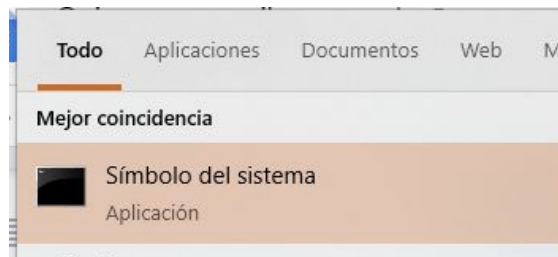 Todo Aplicaciones Documentos Web M
Mejor coincidencia
Símbolo del sistema
Aplicación